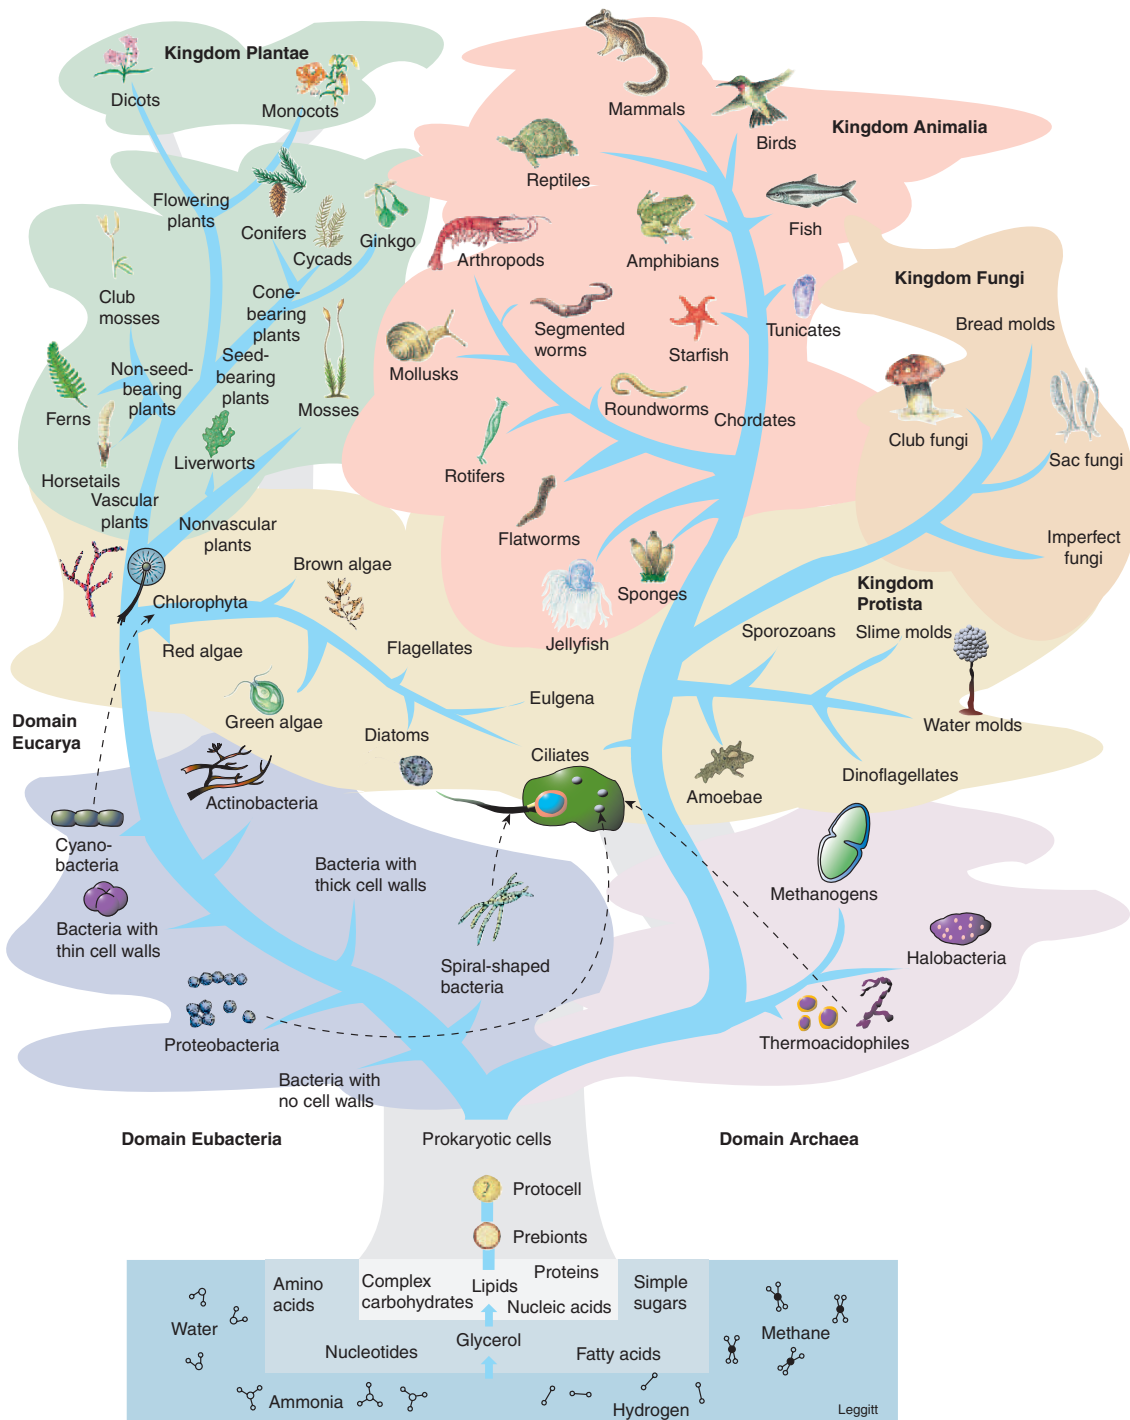 Kingdom Plantae
Dicots
Monocots
Mammals
Birds
Kingdom Animalia
Reptiles
Flowering
plants
Conifers
Cycads
Ginkgo
Arthropods
Amphibians
Fish
Kingdom Fungi
Club
mosses
Cone-
bearing
plants
Segmented
worms
Starfish
Tunicates
Bread molds
Non-seed-
bearing
plants
Seed-
bearing
plants
Mollusks
Ferns
Mosses
Roundworms
Chordates
Club fungi
Sac fungi
Horsetails
Liverworts
Rotifers
Vascular
plants
Nonvascular
plants
Flatworms
Imperfect
fungi
Brown algae
Sponges
Kingdom
Protista
Chlorophyta
Jellyfish
Sporozoans
Slime molds
Red algae
Flagellates
Eulgena
Domain
Eucarya
Green algae
Diatoms
Water molds
Ciliates
Dinoflagellates
Actinobacteria
Amoebae
Cyano-
bacteria
Bacteria with
thick cell walls
Methanogens
Bacteria with
thin cell walls
Spiral-shaped
bacteria
Halobacteria
Proteobacteria
Thermoacidophiles
Bacteria with
no cell walls
Domain Eubacteria
Prokaryotic cells
Domain Archaea
?
Protocell
Prebionts
Amino
acids
Complex
carbohydrates
Lipids
Proteins
Nucleic acids
Simple
sugars
Water
Methane
Glycerol
Nucleotides
Fatty acids
Ammonia
Hydrogen
Leggitt